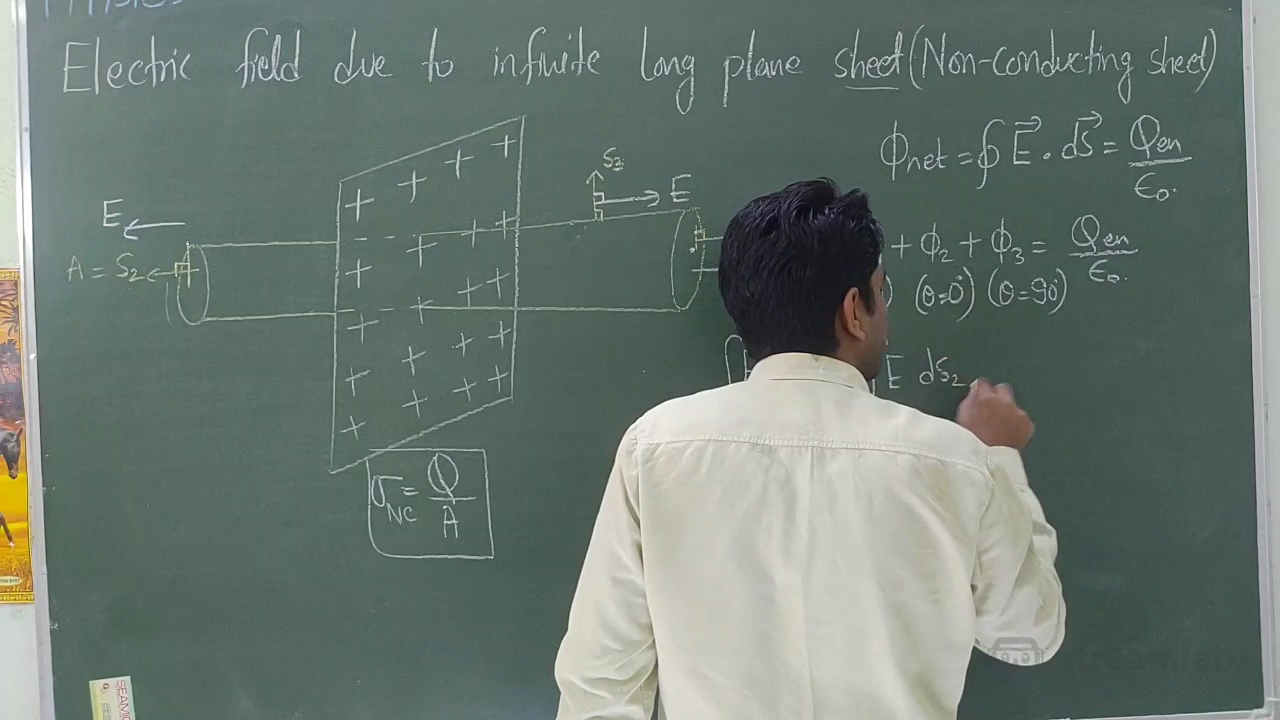 Electric field due to infinite long plane sheet (Non-conducting sheet)
ϕnet = ∮ E⃗ . dS⃗ = Qen/ε0.
S3
E
E
A = S2
+ ϕ2 + ϕ3 = Qen/ε0.
(θ=0°) (θ=90°)
E dS2
σNC = Q/A